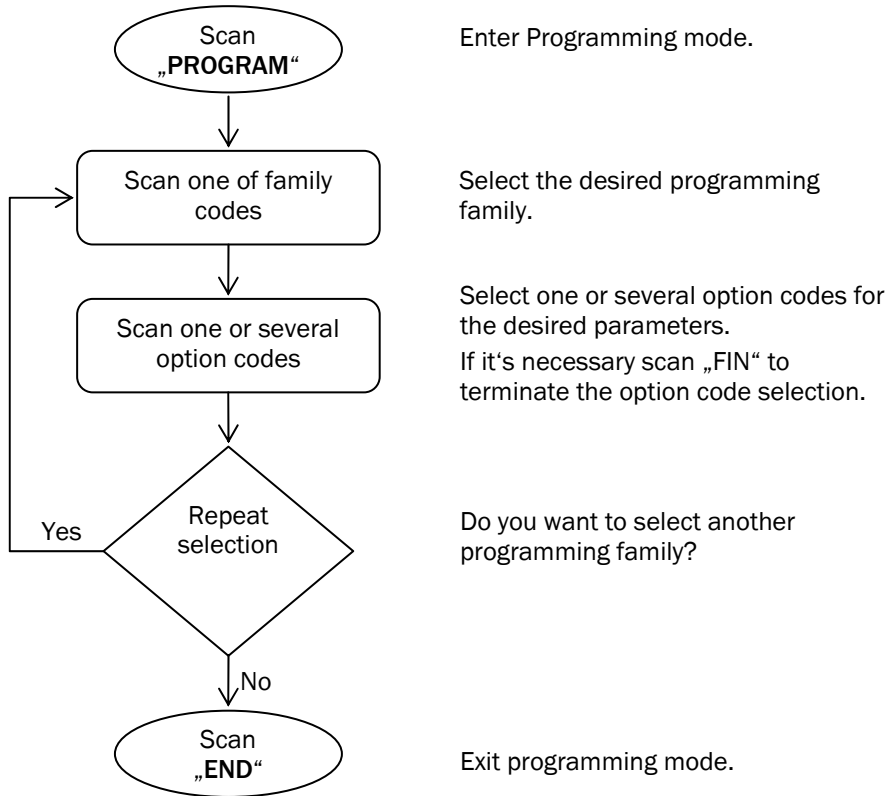 Scan
„PROGRAM“
Enter Programming mode.
Scan one of family
codes
Select the desired programming
family.
Scan one or several
option codes
Select one or several option codes for
the desired parameters.
If it‘s necessary scan „FIN“ to
terminate the option code selection.
Repeat
selection
Yes
Do you want to select another
programming family?
No
Scan
„END“
Exit programming mode.